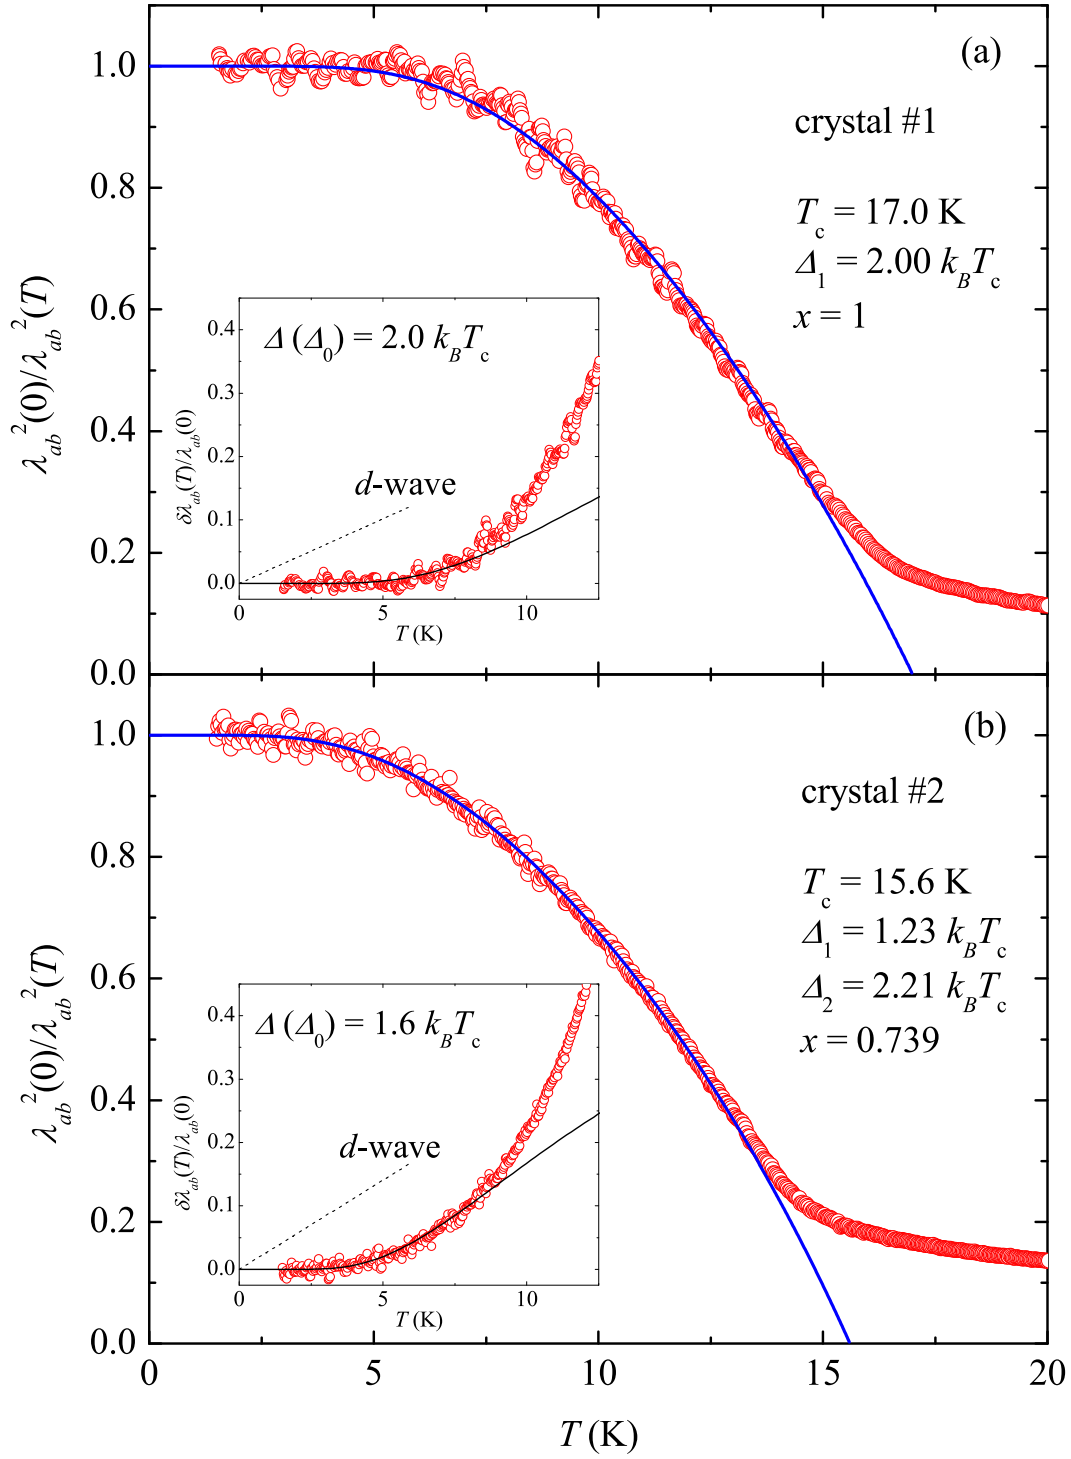 (a)
crystal #1
T_c = 17.0 K
Δ_1 = 2.00 k_BT_c
x = 1
λ_ab^2(0)/λ_ab^2(T)
1.0
0.8
0.6
0.4
0.2
0.0
Δ (Δ_0) = 2.0 k_BT_c
d-wave
δλ_ab(T)/λ_ab(0)
0.4
0.3
0.2
0.1
0.0
0 5 10
T (K)
(b)
crystal #2
T_c = 15.6 K
Δ_1 = 1.23 k_BT_c
Δ_2 = 2.21 k_BT_c
x = 0.739
λ_ab^2(0)/λ_ab^2(T)
1.0
0.8
0.6
0.4
0.2
0.0
Δ (Δ_0) = 1.6 k_BT_c
d-wave
δλ_ab(T)/λ_ab(0)
0.4
0.3
0.2
0.1
0.0
0 5 10
T (K)
0 5 10 15 20
T (K)